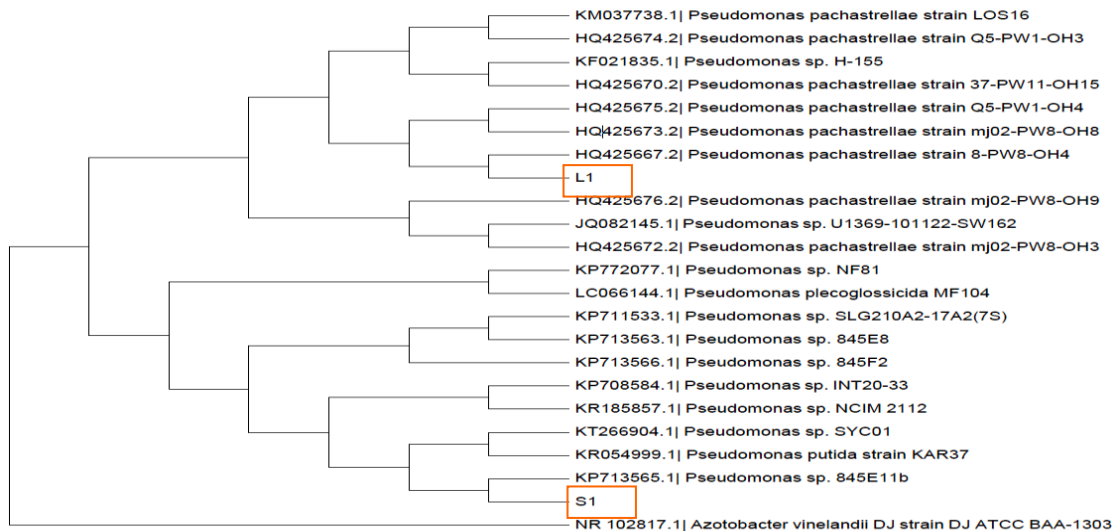 KM037738.1| Pseudomonas pachastrellae strain LOS16
HQ425674.2| Pseudomonas pachastrellae strain Q5-PW1-OH3
KF021835.1| Pseudomonas sp. H-155
HQ425670.2| Pseudomonas pachastrellae strain 37-PW11-OH15
HQ425675.2| Pseudomonas pachastrellae strain Q5-PW1-OH4
HQ425673.2| Pseudomonas pachastrellae strain mj02-PW8-OH8
HQ425667.2| Pseudomonas pachastrellae strain 8-PW8-OH4
L1
HQ425676.2| Pseudomonas pachastrellae strain mj02-PW8-OH9
JQ082145.1| Pseudomonas sp. U1369-101122-SW162
HQ425672.2| Pseudomonas pachastrellae strain mj02-PW8-OH3
KP772077.1| Pseudomonas sp. NF81
LC066144.1| Pseudomonas plecoglossicida MF104
KP711533.1| Pseudomonas sp. SLG210A2-17A2(7S)
KP713563.1| Pseudomonas sp. 845E8
KP713566.1| Pseudomonas sp. 845F2
KP708584.1| Pseudomonas sp. INT20-33
KR185857.1| Pseudomonas sp. NCIM 2112
KT266904.1| Pseudomonas sp. SYC01
KR054999.1| Pseudomonas putida strain KAR37
KP713565.1| Pseudomonas sp. 845E11b
S1
NR 102817.1| Azotobacter vinelandii DJ strain DJ ATCC BAA-1303